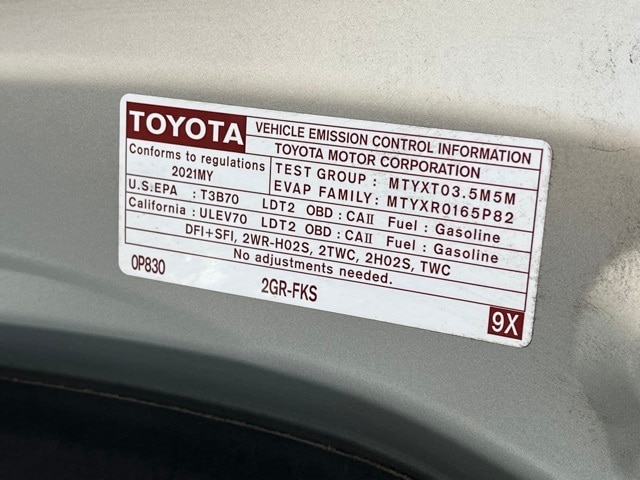 TOYOTA VEHICLE EMISSION CONTROL INFORMATION
TOYOTA MOTOR CORPORATION
Conforms to regulations
2021MY
TEST GROUP : MTYXT03.5M5M
EVAP FAMILY: MTYXR0165P82
U.S.EPA : T3B70 LDT2 OBD : CAII Fuel : Gasoline
California : ULEV70 LDT2 OBD : CAII Fuel : Gasoline
DFI+SFI, 2WR-HO2S, 2TWC, 2HO2S, TWC
No adjustments needed.
0P830 2GR-FKS 9X